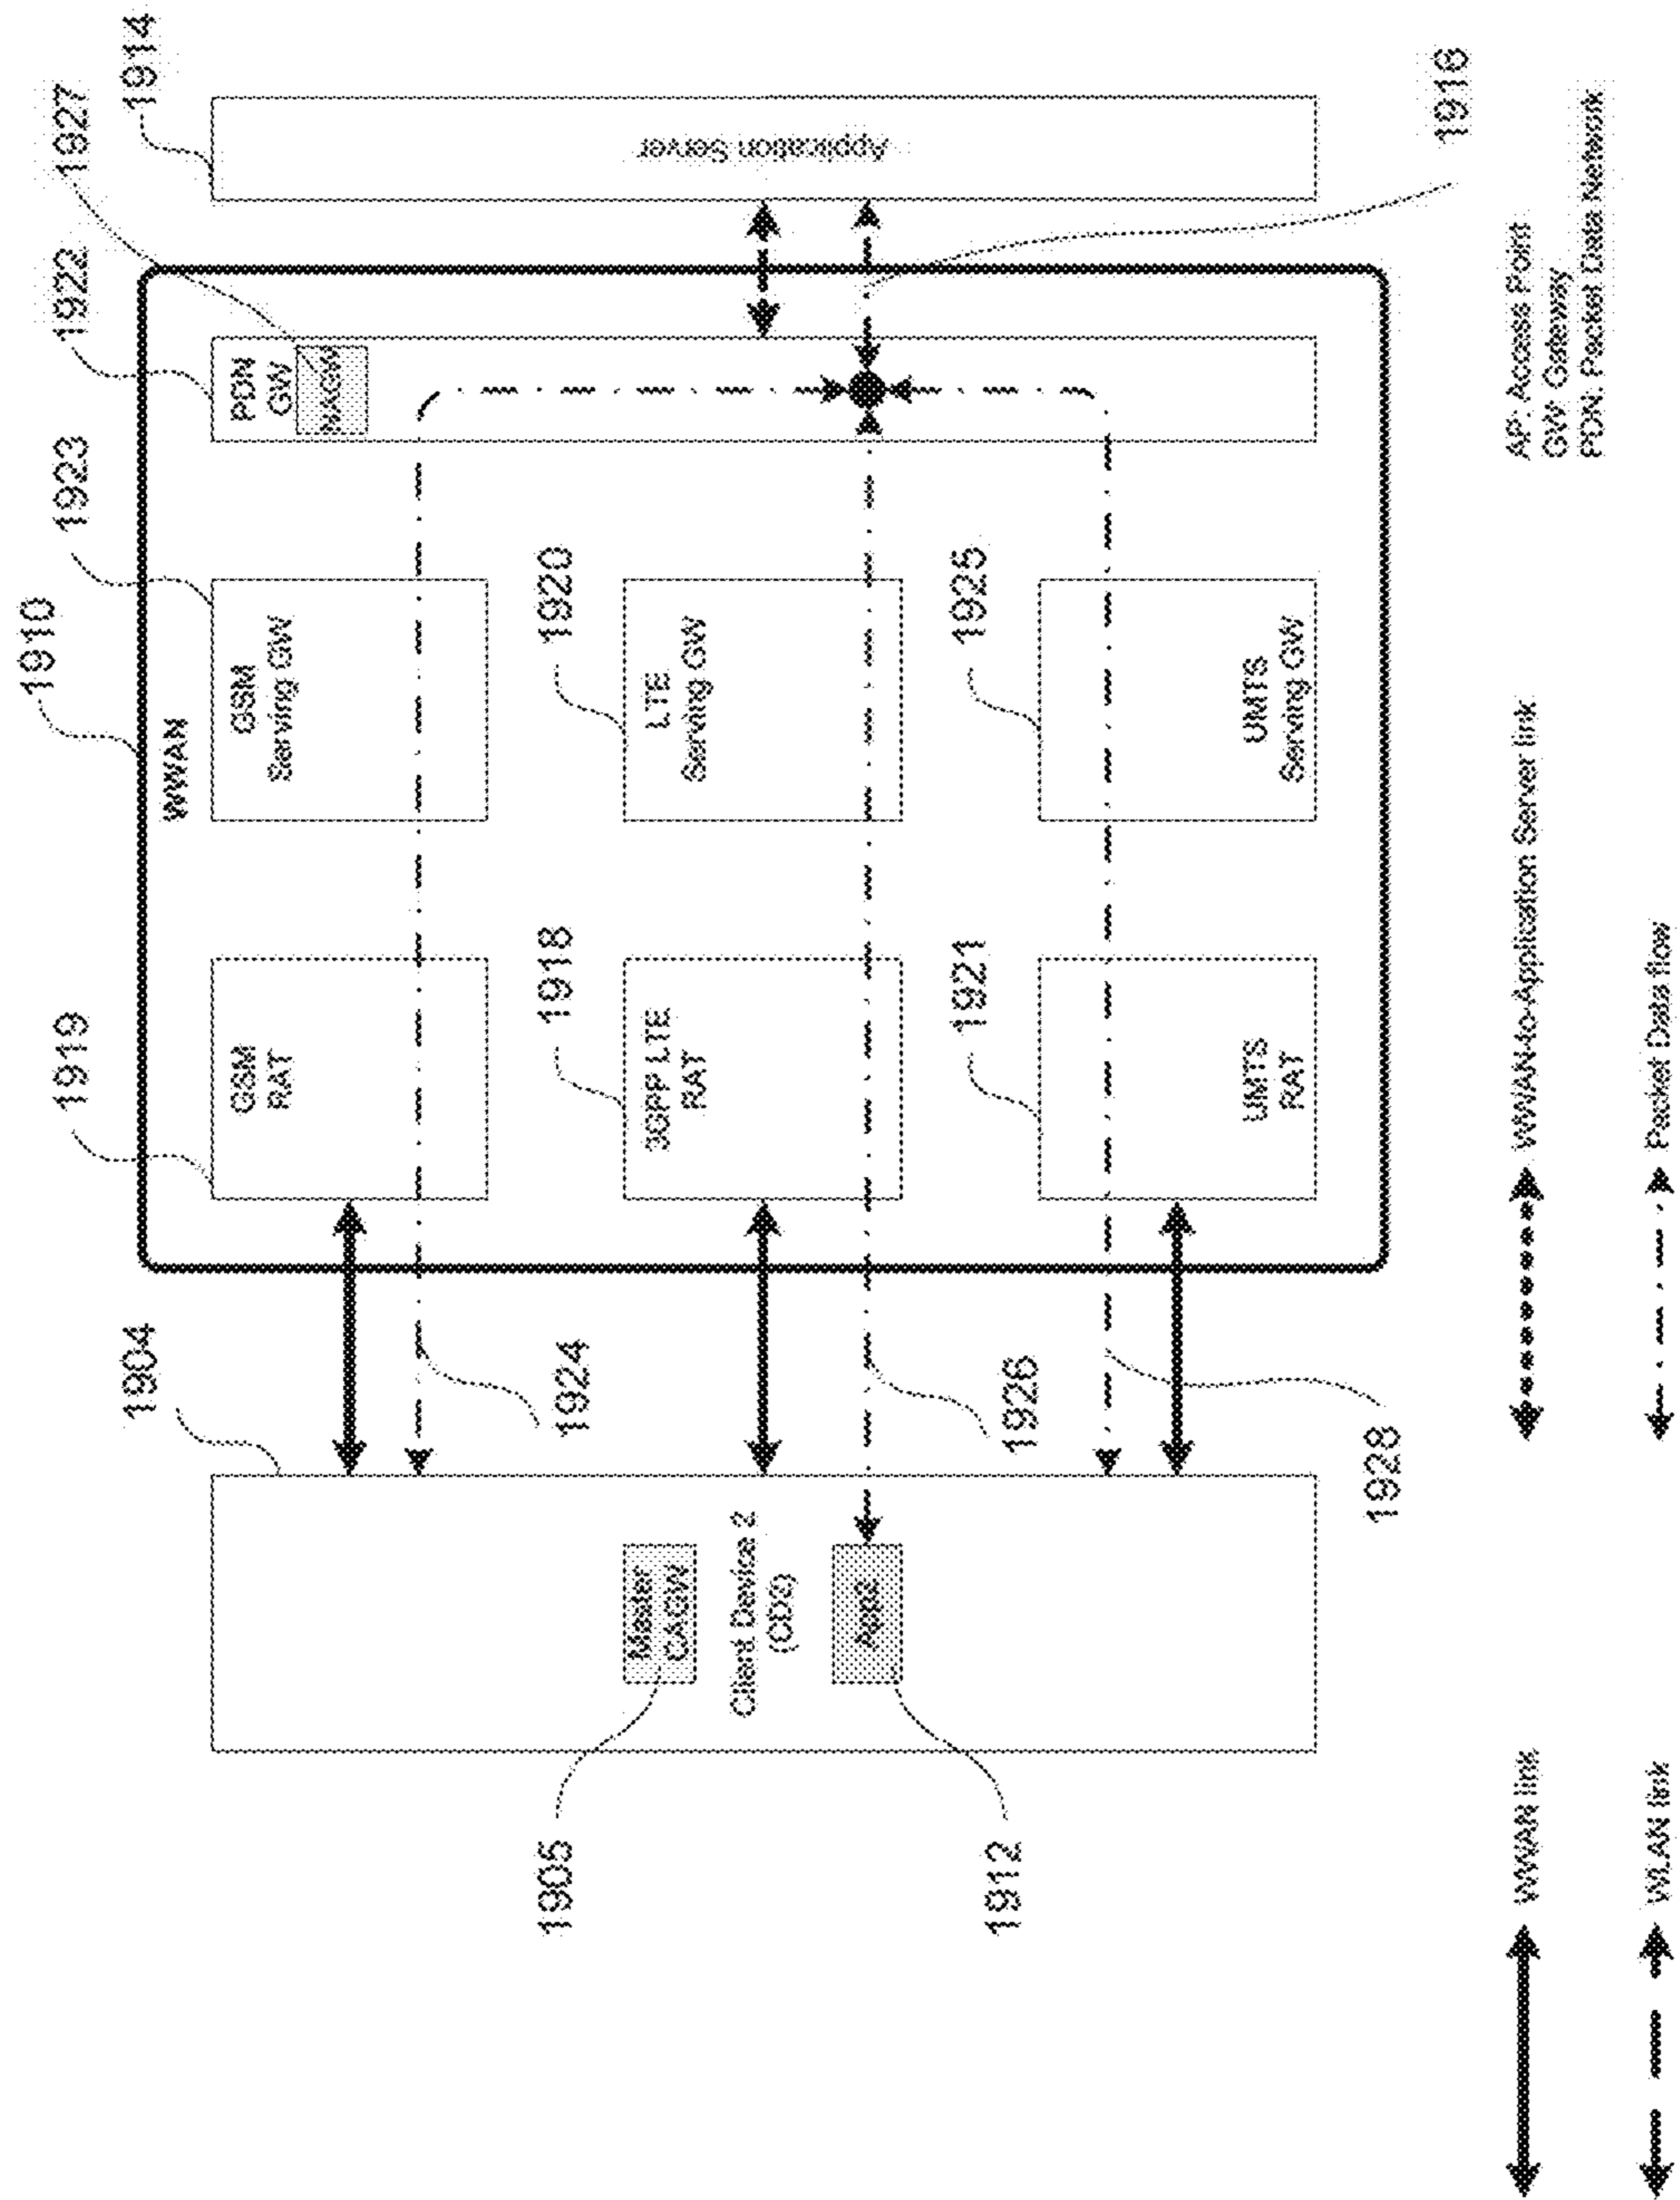 1910
1919
1923
1922
1927
1904
1914
WWAN
GSM
RAT
GSM
Serving GW
PDN
GW
NAGW
1905
1924
1918
1920
Master
CAGW
3GPP LTE
RAT
LTE
Serving GW
Application Server
Client Device 2
(CD2)
App2
1912
1926
1921
1925
UMTS
RAT
UMTS
Serving GW
1928
1916
WWAN link
WWAN-to-Application Server link
AP: Access Point
GW: Gateway
PDN: Packet Data Network
WLAN link
Packet Data flow